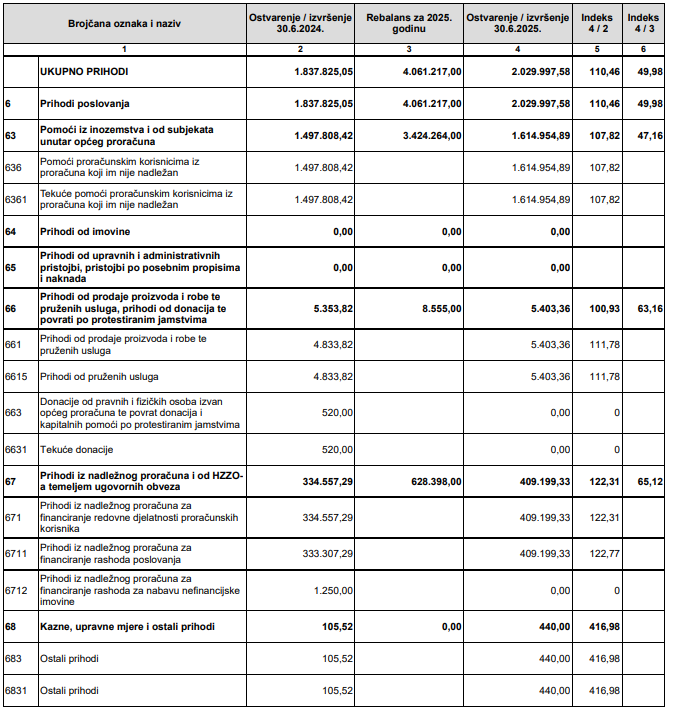 Brojčana oznaka i naziv Ostvarenje / izvršenje 30.6.2024. Rebalans za 2025. godinu Ostvarenje / izvršenje 30.6.2025. Indeks 4 / 2 Indeks 4 / 3
1 2 3 4 5 6
UKUPNO PRIHODI 1.837.825,05 4.061.217,00 2.029.997,58 110,46 49,98
6 Prihodi poslovanja 1.837.825,05 4.061.217,00 2.029.997,58 110,46 49,98
63 Pomoći iz inozemstva i od subjekata
unutar općeg proračuna 1.497.808,42 3.424.264,00 1.614.954,89 107,82 47,16
636 Pomoći proračunskim korisnicima iz
proračuna koji im nije nadležan 1.497.808,42 1.614.954,89 107,82
6361 Tekuće pomoći proračunskim korisnicima iz
proračuna koji im nije nadležan 1.497.808,42 1.614.954,89 107,82
64 Prihodi od imovine 0,00 0,00 0,00
65 Prihodi od upravnih i administrativnih
pristojbi, pristojbi po posebnim propisima
i naknada 0,00 0,00 0,00
66 Prihodi od prodaje proizvoda i robe te
pruženih usluga, prihodi od donacija te
povrati po protestiranim jamstvima 5.353,82 8.555,00 5.403,36 100,93 63,16
661 Prihodi od prodaje proizvoda i robe te
pruženih usluga 4.833,82 5.403,36 111,78
6615 Prihodi od pruženih usluga 4.833,82 5.403,36 111,78
663 Donacije od pravnih i fizičkih osoba izvan
općeg proračuna te povrat donacija i
kapitalnih pomoći po protestiranim jamstvima 520,00 0,00 0
6631 Tekuće donacije 520,00 0,00 0
67 Prihodi iz nadležnog proračuna i od HZZO-
a temeljem ugovornih obveza 334.557,29 628.398,00 409.199,33 122,31 65,12
671 Prihodi iz nadležnog proračuna za
financiranje redovne djelatnosti proračunskih
korisnika 334.557,29 409.199,33 122,31
6711 Prihodi iz nadležnog proračuna za
financiranje rashoda poslovanja 333.307,29 409.199,33 122,77
6712 Prihodi iz nadležnog proračuna za
financiranje rashoda za nabavu nefinancijske
imovine 1.250,00 0,00 0
68 Kazne, upravne mjere i ostali prihodi 105,52 0,00 440,00 416,98
683 Ostali prihodi 105,52 440,00 416,98
6831 Ostali prihodi 105,52 440,00 416,98